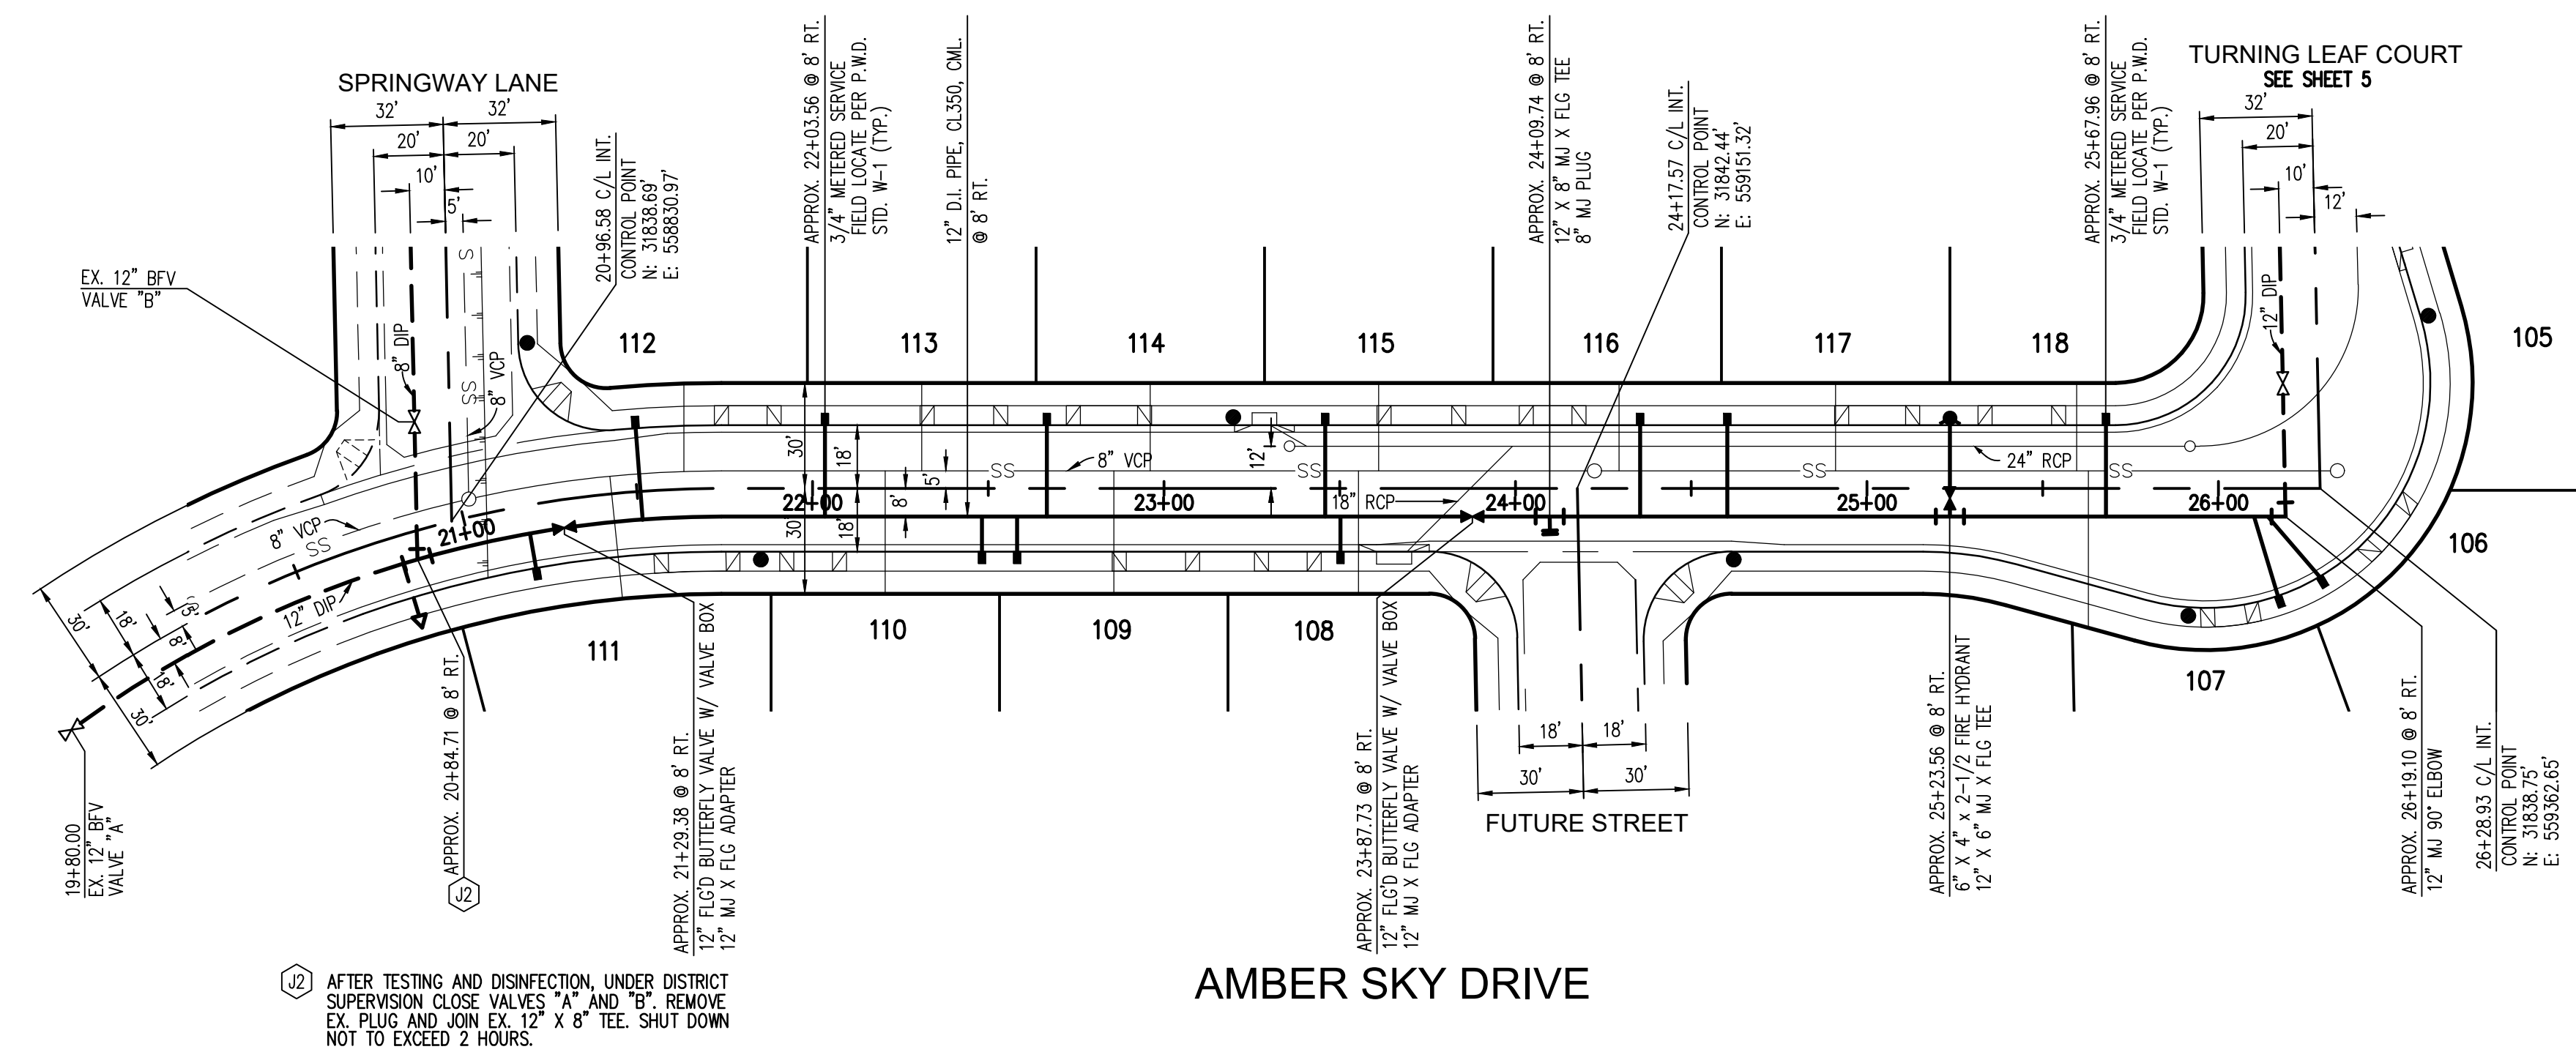 SPRINGWAY LANE
32'
32'
20'
20'
10'
5'
EX. 12" BFV
VALVE "B"
8" DIP
SS
S
8" VCP
20+96.58 C/L INT.
CONTROL POINT
N: 31838.69'
E: 558830.97'
APPROX. 22+03.56 @ 8' RT.
3/4" METERED SERVICE
FIELD LOCATE PER P.W.D.
STD. W-1 (TYP.)
12" D.I. PIPE, CL350, CML.
@ 8' RT.
APPROX. 24+09.74 @ 8' RT.
12" X 8" MJ X FLG TEE
8" MJ PLUG
24+17.57 C/L INT.
CONTROL POINT
N: 31842.44'
E: 559151.32'
APPROX. 25+67.96 @ 8' RT.
3/4" METERED SERVICE
FIELD LOCATE PER P.W.D.
STD. W-1 (TYP.)
TURNING LEAF COURT
SEE SHEET 5
32'
20'
10'
12'
12" DIP
112
113
114
115
116
117
118
105
30'
18'
5'
8'
30'
18'
12'
SS
8" VCP
SS
SS
24" RCP
SS
18" RCP
21+00
22+00
23+00
24+00
25+00
26+00
8" VCP
SS
12" DIP
30'
18'
5'
8'
18'
30'
111
110
109
108
107
106
18'
18'
30'
30'
FUTURE STREET
19+80.00
EX. 12" BFV
VALVE "A"
APPROX. 20+84.71 @ 8' RT.
J2
APPROX. 21+29.38 @ 8' RT.
12" FLG'D BUTTERFLY VALVE W/ VALVE BOX
12" MJ X FLG ADAPTER
APPROX. 23+87.73 @ 8' RT.
12" FLG'D BUTTERFLY VALVE W/ VALVE BOX
12" MJ X FLG ADAPTER
APPROX. 25+23.56 @ 8' RT.
6" X 4" x 2-1/2 FIRE HYDRANT
12" X 6" MJ X FLG TEE
APPROX. 26+19.10 @ 8' RT.
12" MJ 90° ELBOW
26+28.93 C/L INT.
CONTROL POINT
N: 31838.75'
E: 559362.65'
AMBER SKY DRIVE
J2 AFTER TESTING AND DISINFECTION, UNDER DISTRICT
SUPERVISION CLOSE VALVES "A" AND "B". REMOVE
EX. PLUG AND JOIN EX. 12" X 8" TEE. SHUT DOWN
NOT TO EXCEED 2 HOURS.